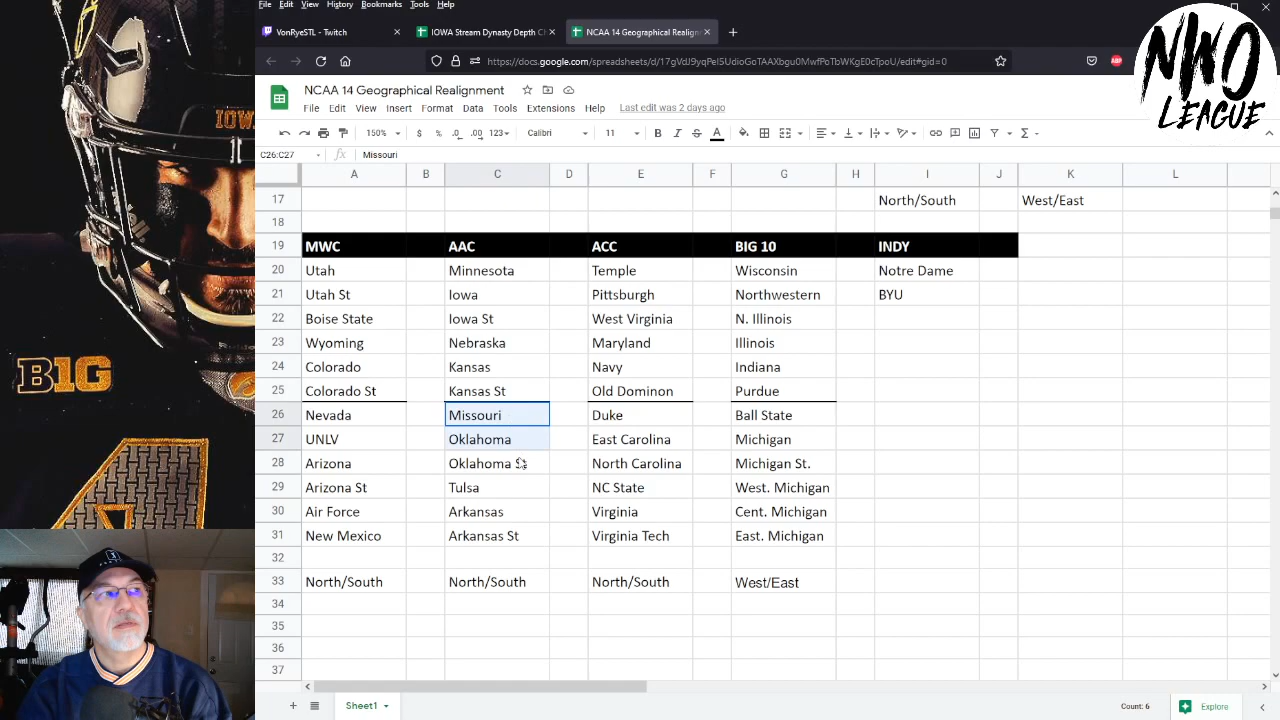 File Edit View History Bookmarks Tools Help
VonRyeSTL - Twitch
IOWA Stream Dynasty Depth Ch
NCAA 14 Geographical Realignm
NWO
LEAGUE
IOW
B1G
NCAA 14 Geographical Realignment
File Edit View Insert Format Data Tools Extensions Help Last edit was 2 days ago
150% $ % .0 .00 123 Calibri 11 B I S A
C26:C27 fx Missouri
A B C D E F G H I J K L
17 North/South West/East
18
19 MWC AAC ACC BIG 10 INDY
20 Utah Minnesota Temple Wisconsin Notre Dame
21 Utah St Iowa Pittsburgh Northwestern BYU
22 Boise State Iowa St West Virginia N. Illinois
23 Wyoming Nebraska Maryland Illinois
24 Colorado Kansas Navy Indiana
25 Colorado St Kansas St Old Dominon Purdue
26 Nevada Missouri Duke Ball State
27 UNLV Oklahoma East Carolina Michigan
28 Arizona Oklahoma St North Carolina Michigan St.
29 Arizona St Tulsa NC State West. Michigan
30 Air Force Arkansas Virginia Cent. Michigan
31 New Mexico Arkansas St Virginia Tech East. Michigan
32
33 North/South North/South North/South West/East
34
35
36
37
Sheet1 Count: 6 Explore